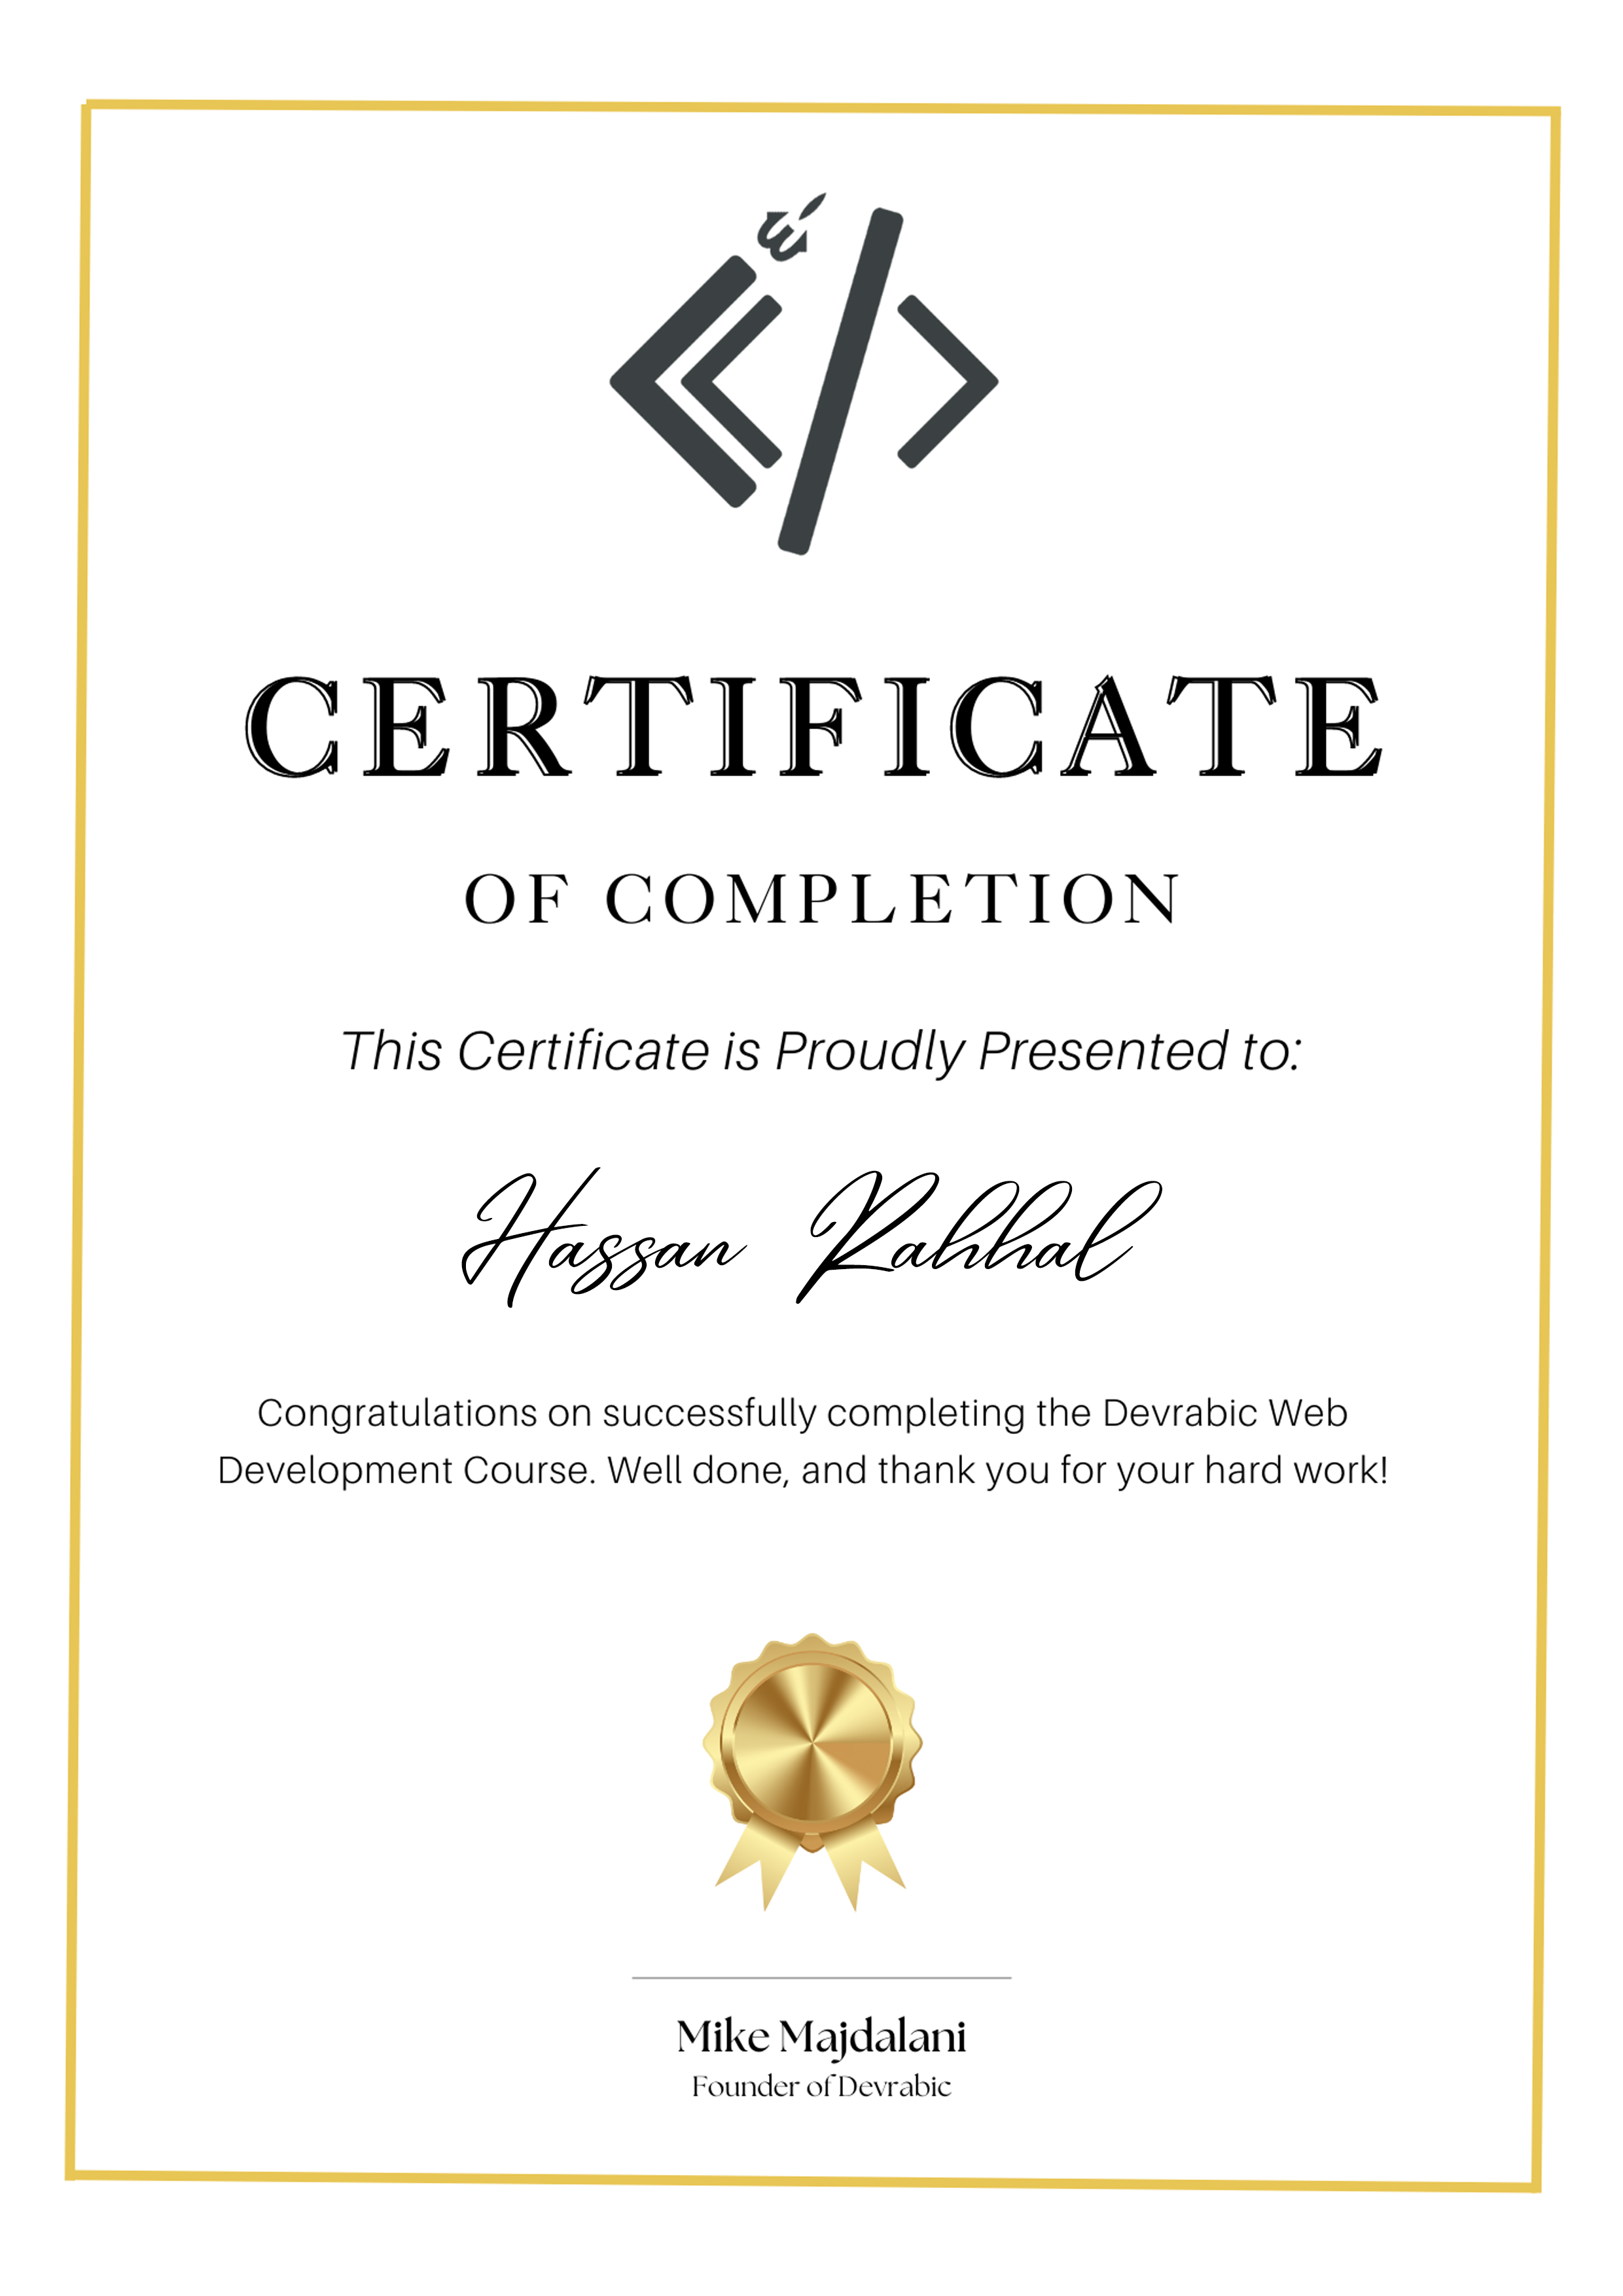 CERTIFICATE
OF COMPLETION
This Certificate is Proudly Presented to:
Hassan Rahhal
Congratulations on successfully completing the Devrabic Web
Development Course. Well done, and thank you for your hard work!
Mike Majdalani
Founder of Devrabic